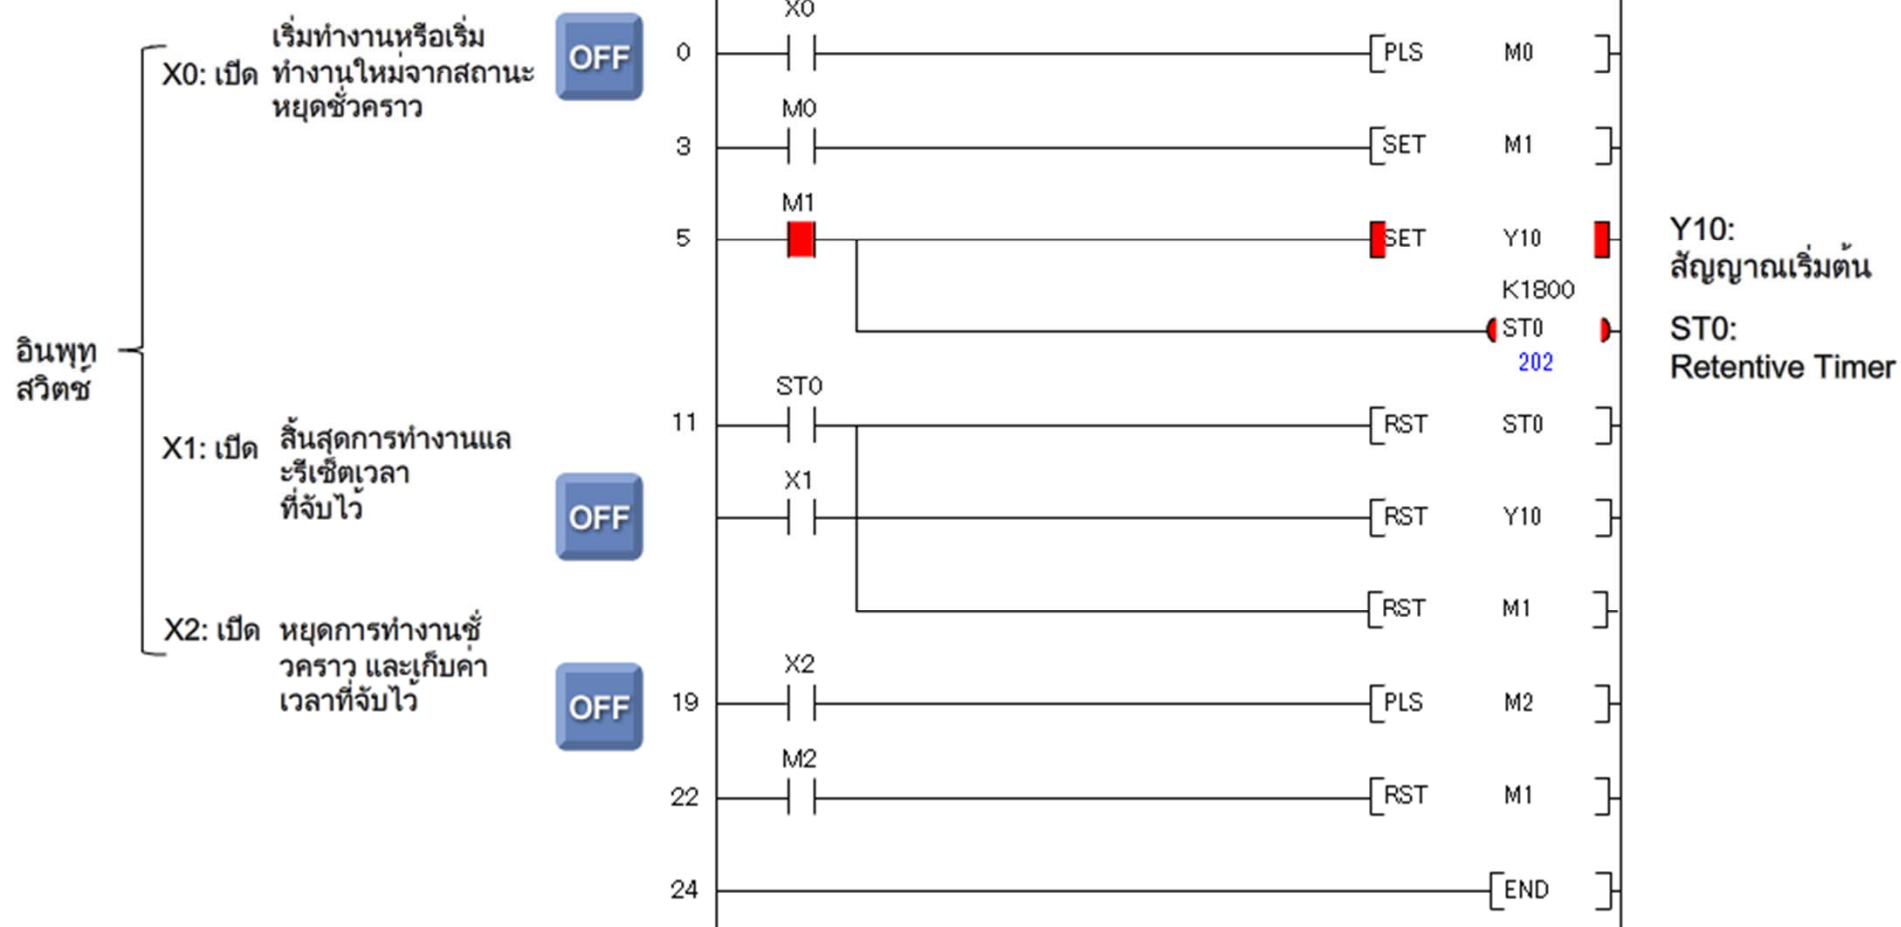 อินพุท
สวิตช์
X0: เปิด
เริ่มทำงานหรือเริ่ม
ทำงานใหม่จากสถานะ
หยุดชั่วคราว
OFF
X1: เปิด
สิ้นสุดการทำงานแล
ะรีเซ็ตเวลา
ที่จับไว้
OFF
X2: เปิด
หยุดการทำงานชั่
วคราว และเก็บค่า
เวลาที่จับไว้
OFF
X0
0 PLS M0
M0
3 SET M1
M1
5 SET Y10
K1800
ST0
202
ST0
11 RST ST0
X1
RST Y10
RST M1
X2
19 PLS M2
M2
22 RST M1
24 END
Y10:
สัญญาณเริ่มต้น
ST0:
Retentive Timer